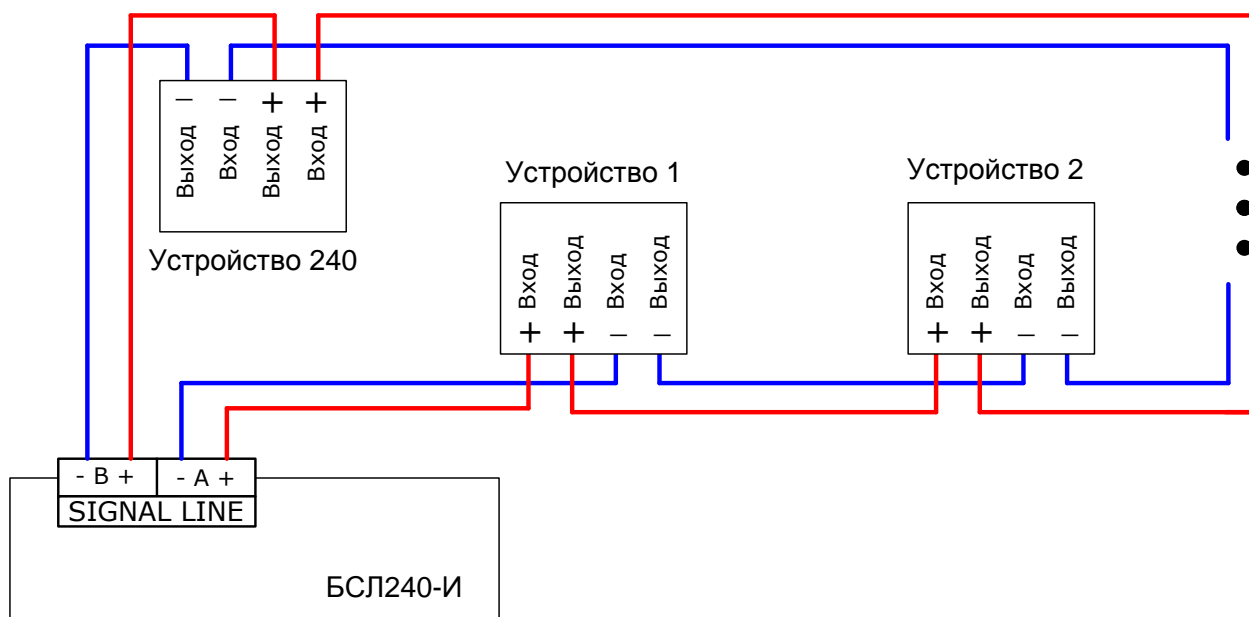 Выход –
Вход –
Выход +
Вход +
Устройство 240
Устройство 1
+ Вход
+ Выход
– Вход
– Выход
Устройство 2
+ Вход
+ Выход
– Вход
– Выход
- B +
- A +
SIGNAL LINE
БСЛ240-И